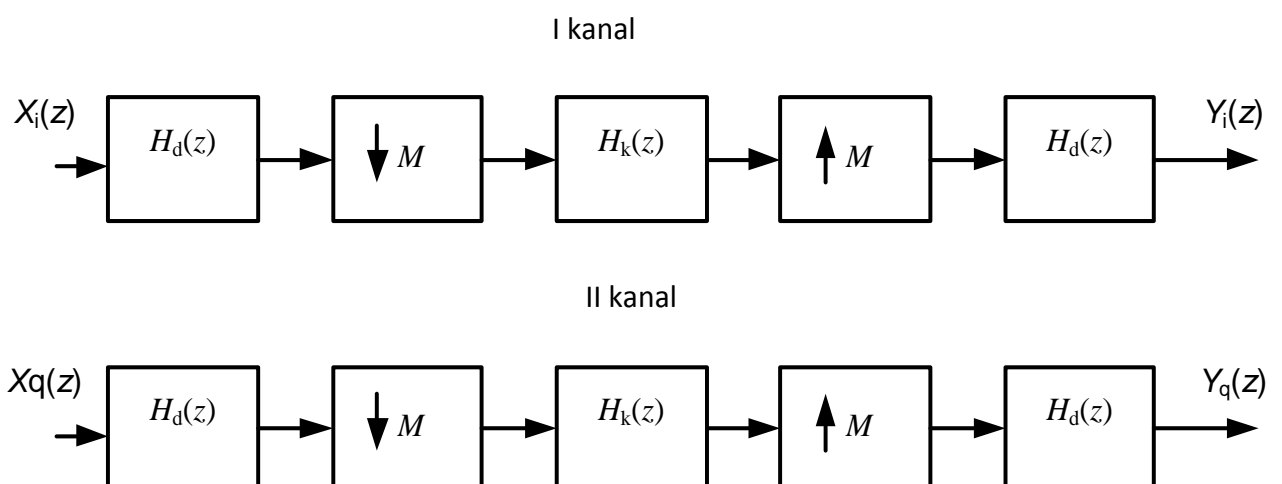 I kanal
Xi(z) Hd(z) ↓ M Hk(z) ↑ M Hd(z) Yi(z)
II kanal
Xq(z) Hd(z) ↓ M Hk(z) ↑ M Hd(z) Yq(z)